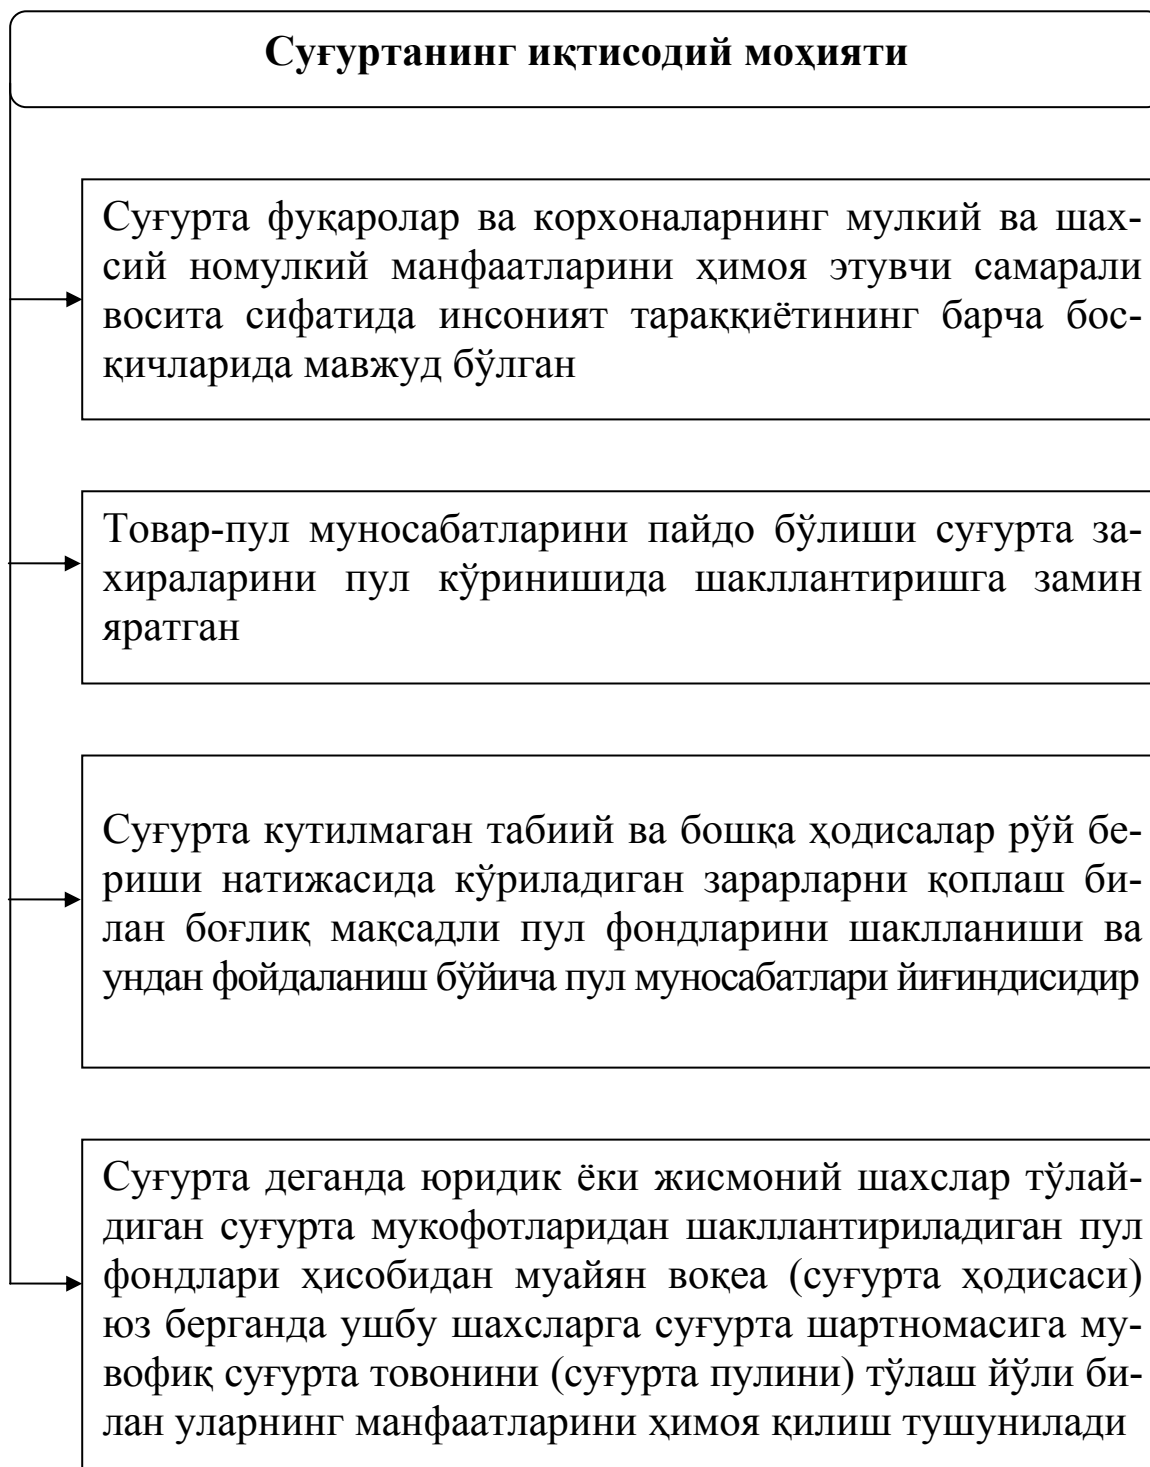 Суғуртанинг иқтисодий моҳияти
Суғурта фуқаролар ва корхоналарнинг мулкий ва шах-
сий номулкий манфаатларини ҳимоя этувчи самарали
восита сифатида инсоният тараққиётининг барча бос-
қичларида мавжуд бўлган
Товар-пул муносабатларини пайдо бўлиши суғурта за-
хираларини пул кўринишида шакллантиришга замин
яратган
Суғурта кутилмаган табиий ва бошқа ҳодисалар рўй бе-
риши натижасида кўриладиган зарарларни қоплаш би-
лан боғлиқ мақсадли пул фондларини шаклланиши ва
ундан фойдаланиш бўйича пул муносабатлари йиғиндисидир
Суғурта деганда юридик ёки жисмоний шахслар тўлай-
диган суғурта мукофотларидан шакллантириладиган пул
фондлари ҳисобидан муайян воқеа (суғурта ҳодисаси)
юз берганда ушбу шахсларга суғурта шартномасига му-
вофиқ суғурта товонини (суғурта пулини) тўлаш йўли би-
лан уларнинг манфаатларини ҳимоя қилиш тушунилади